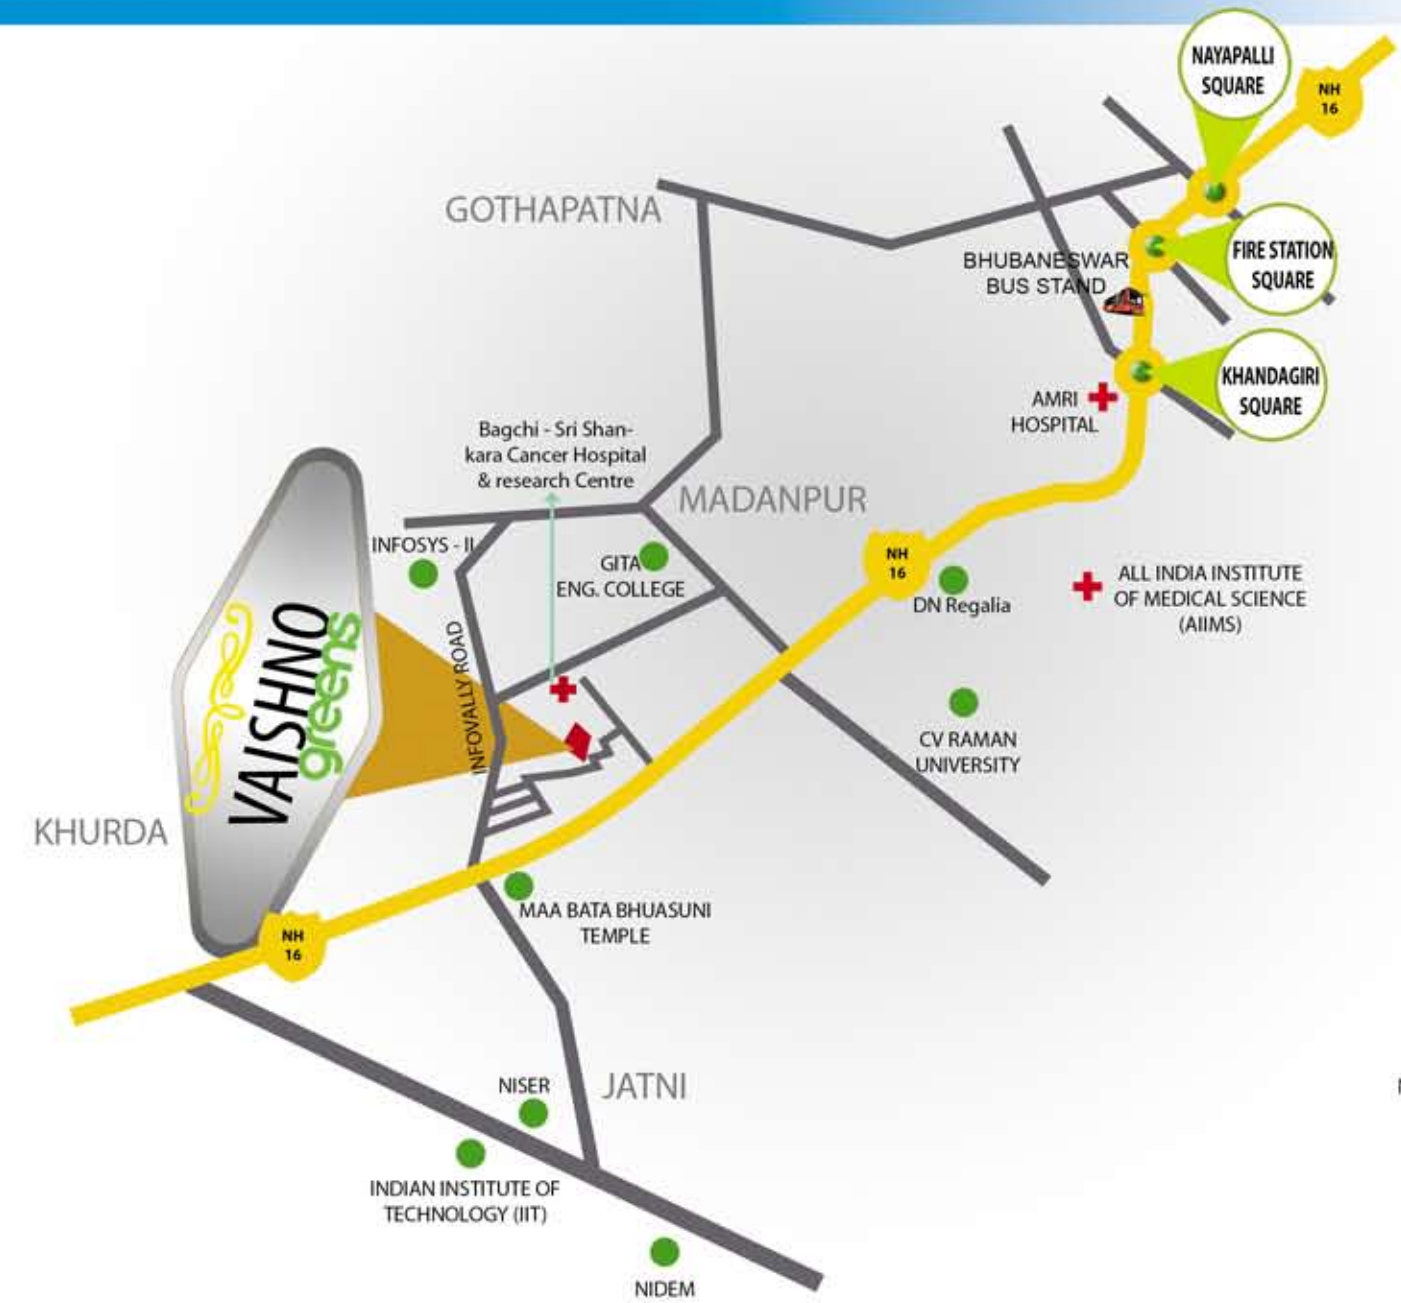 NAYAPALLI
SQUARE
NH
16
GOTHAPATNA
FIRE STATION
SQUARE
BHUBANESWAR
BUS STAND
KHANDAGIRI
SQUARE
AMRI
HOSPITAL
Bagchi - Sri Shan-
kara Cancer Hospital
& research Centre
MADANPUR
INFOSYS - II
GITA
ENG. COLLEGE
NH
16
DN Regalia
ALL INDIA INSTITUTE
OF MEDICAL SCIENCE
(AIIMS)
VAISHNO
greens
INFOVALLY ROAD
CV RAMAN
UNIVERSITY
KHURDA
MAA BATA BHUASUNI
TEMPLE
NH
16
NISER
JATNI
INDIAN INSTITUTE OF
TECHNOLOGY (IIT)
NIDEM